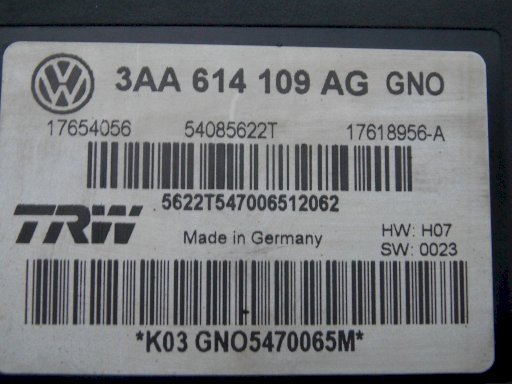 VW 3AA 614 109 AG GNO
17654056 54085622T 17618956-A
5622T547006512062
TRW Made in Germany HW: H07
SW: 0023
*K03 GNO5470065M*